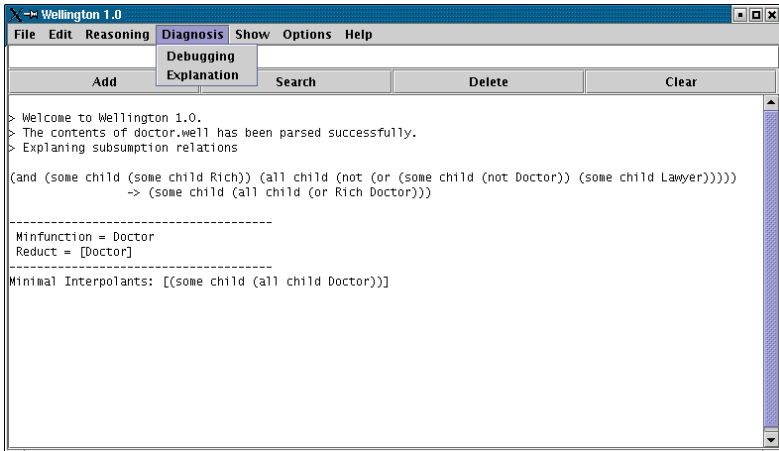 Wellington 1.0
File Edit Reasoning Diagnosis Show Options Help
Debugging
Explanation
Add Search Delete Clear
> Welcome to Wellington 1.0.
> The contents of doctor.well has been parsed successfully.
> Explaning subsumption relations
(and (some child (some child Rich)) (all child (not (or (some child (not Doctor)) (some child Lawyer)))))
-> (some child (all child (or Rich Doctor)))
--------------------------------------
Minfunction = Doctor
Reduct = [Doctor]
--------------------------------------
Minimal Interpolants: [(some child (all child Doctor))]